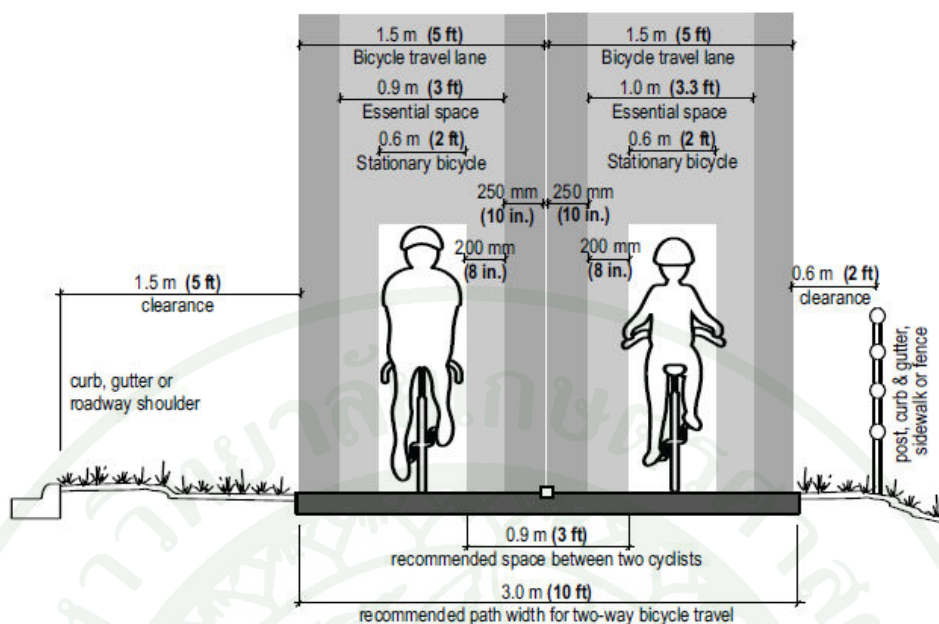 1.5 m (5 ft)
Bicycle travel lane
1.5 m (5 ft)
Bicycle travel lane
0.9 m (3 ft)
Essential space
1.0 m (3.3 ft)
Essential space
0.6 m (2 ft)
Stationary bicycle
0.6 m (2 ft)
Stationary bicycle
250 mm
(10 in.)
250 mm
(10 in.)
200 mm
(8 in.)
200 mm
(8 in.)
1.5 m (5 ft)
clearance
0.6 m (2 ft)
clearance
curb, gutter or
roadway shoulder
post, curb & gutter,
sidewalk or fence
0.9 m (3 ft)
recommended space between two cyclists
3.0 m (10 ft)
recommended path width for two-way bicycle travel